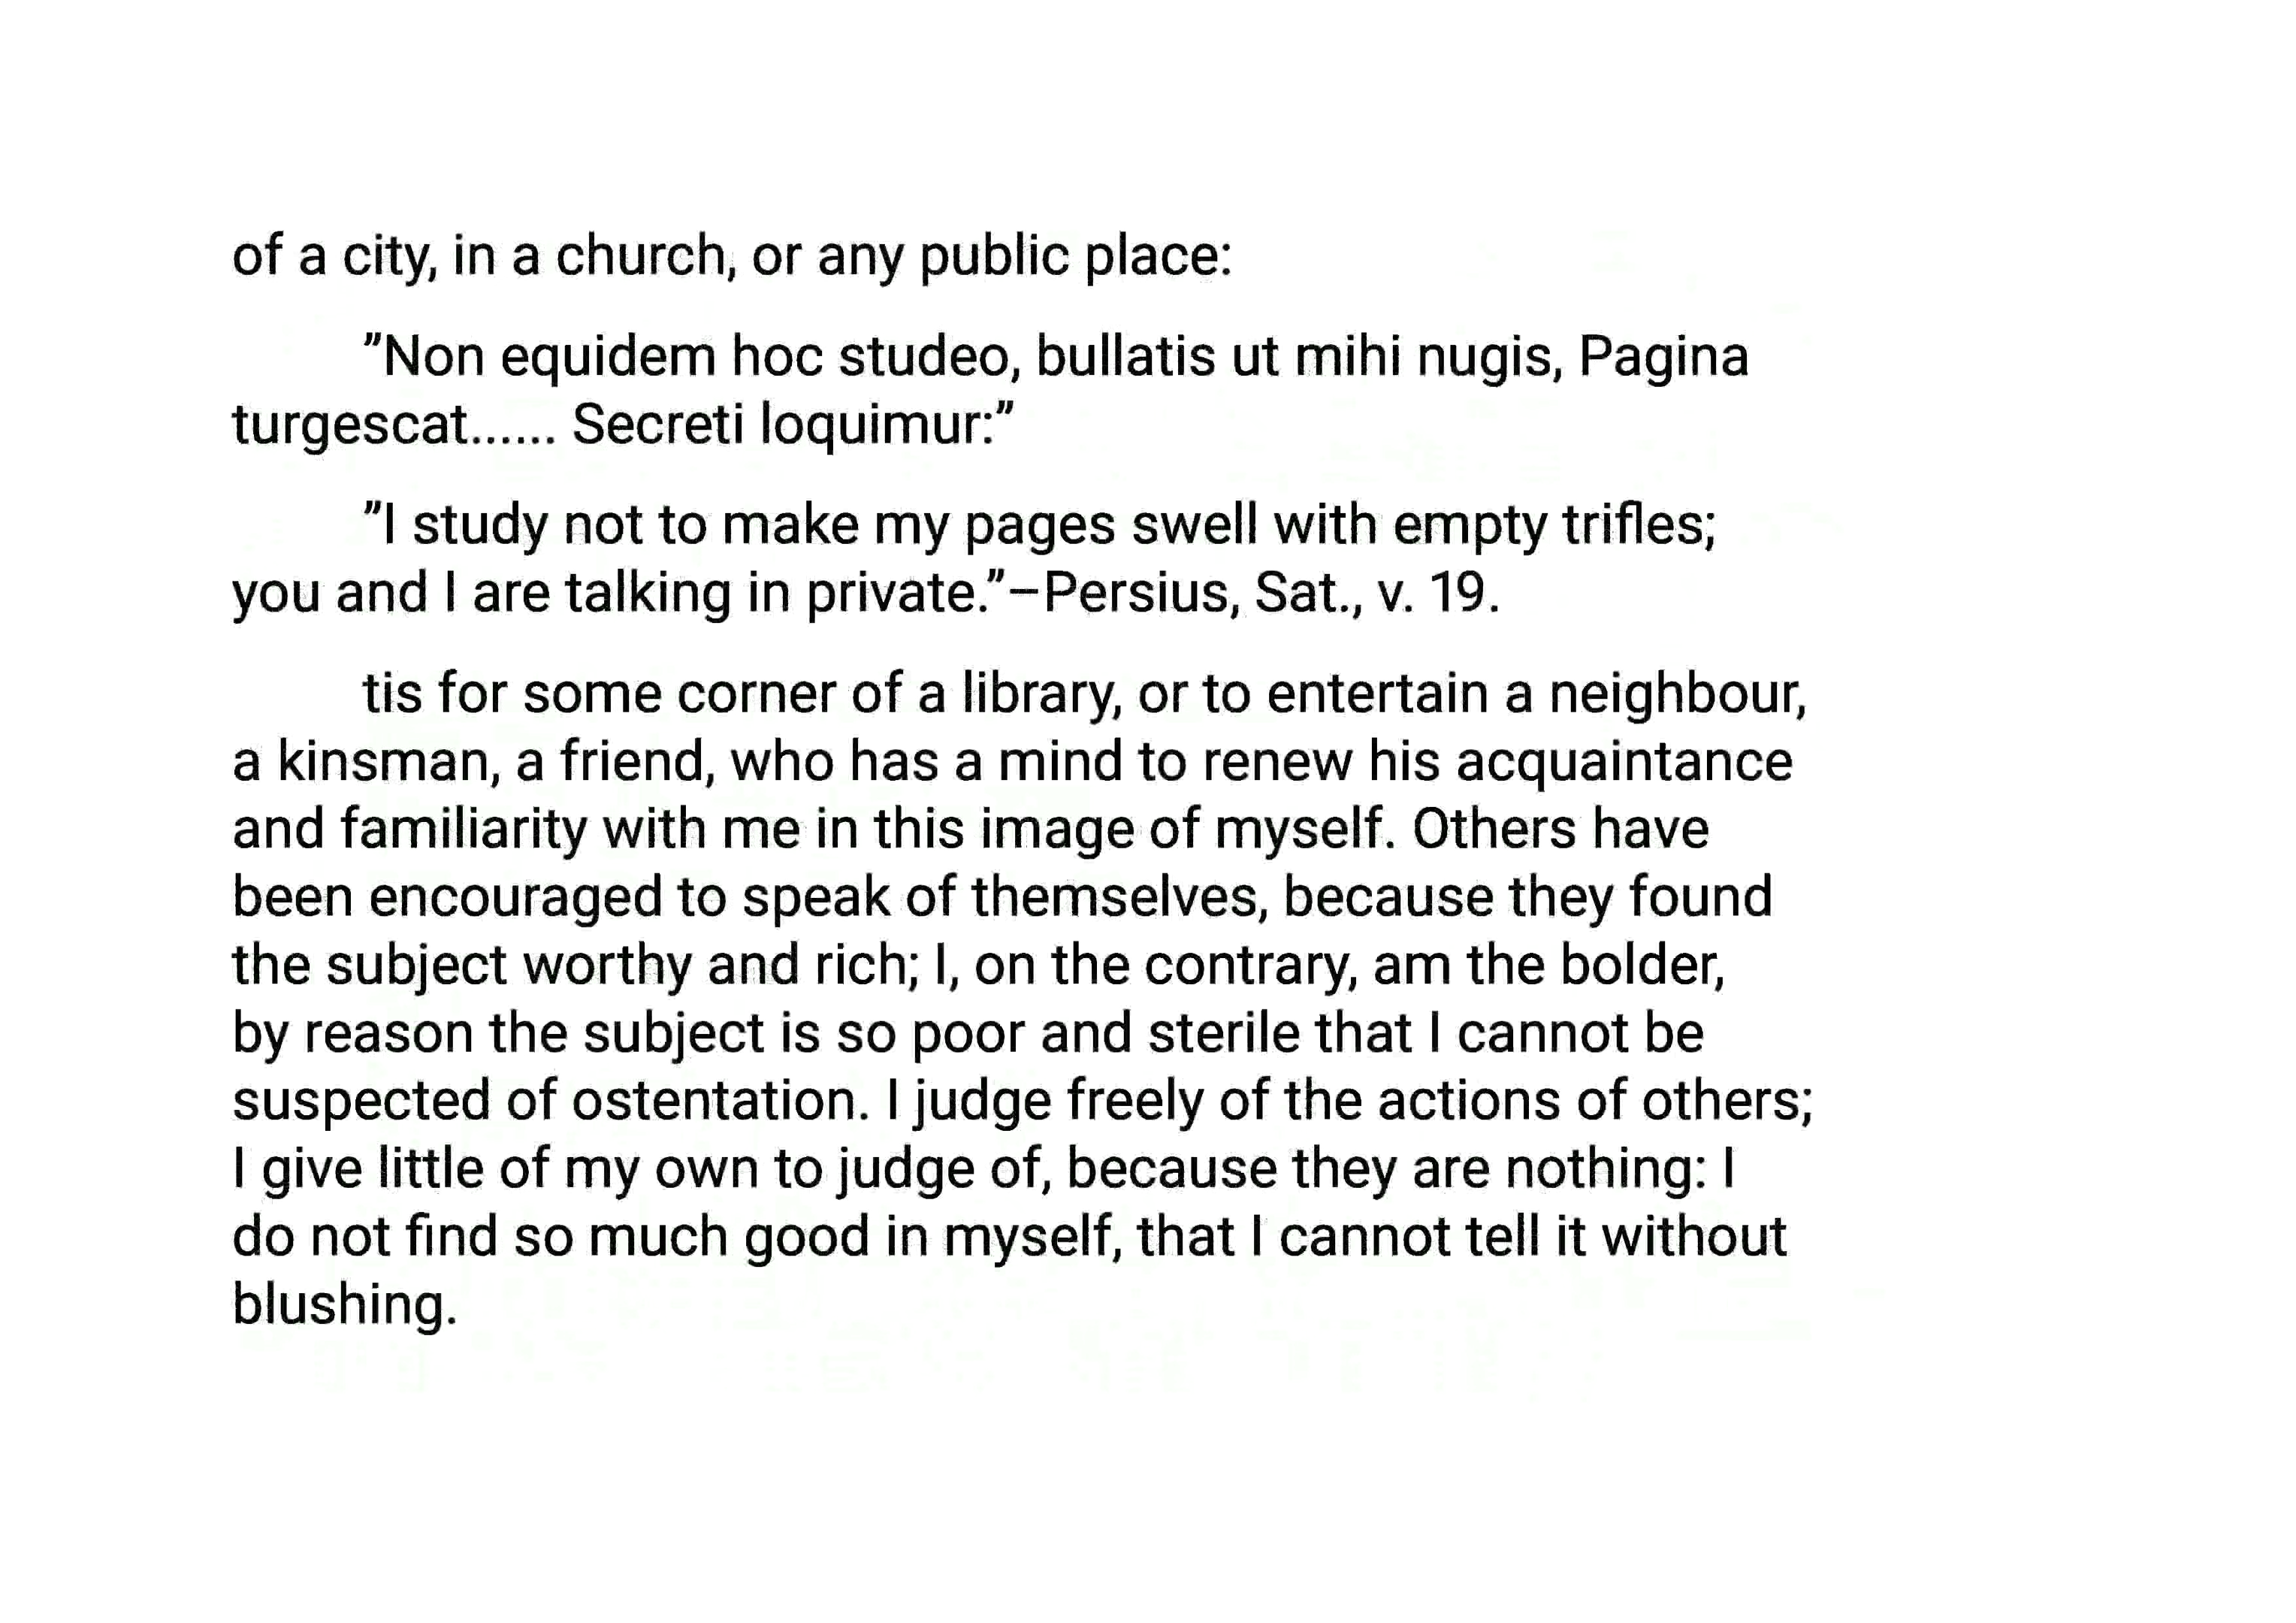 of a city, in a church, or any public place:
”Non equidem hoc studeo, bullatis ut mihi nugis, Pagina
turgescat...... Secreti loquimur:”
”I study not to make my pages swell with empty trifles;
you and I are talking in private.”–Persius, Sat., v. 19.
tis for some corner of a library, or to entertain a neighbour,
a kinsman, a friend, who has a mind to renew his acquaintance
and familiarity with me in this image of myself. Others have
been encouraged to speak of themselves, because they found
the subject worthy and rich; I, on the contrary, am the bolder,
by reason the subject is so poor and sterile that I cannot be
suspected of ostentation. I judge freely of the actions of others;
I give little of my own to judge of, because they are nothing: I
do not find so much good in myself, that I cannot tell it without
blushing.